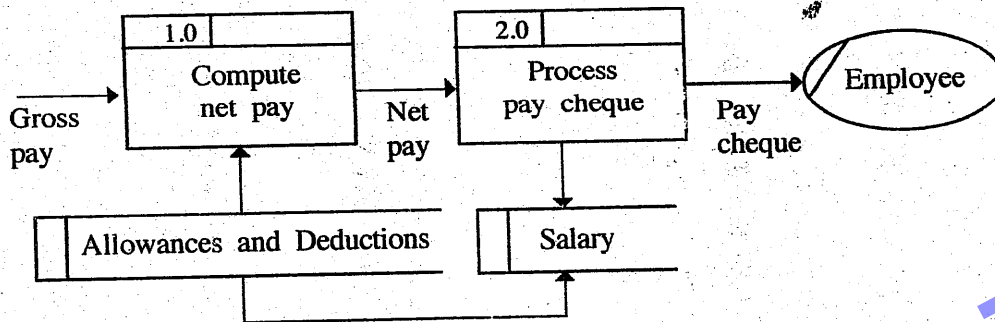 1.0
Compute
net pay
2.0
Process
pay cheque
Employee
Gross
pay
Net
pay
Pay
cheque
Allowances and Deductions
Salary